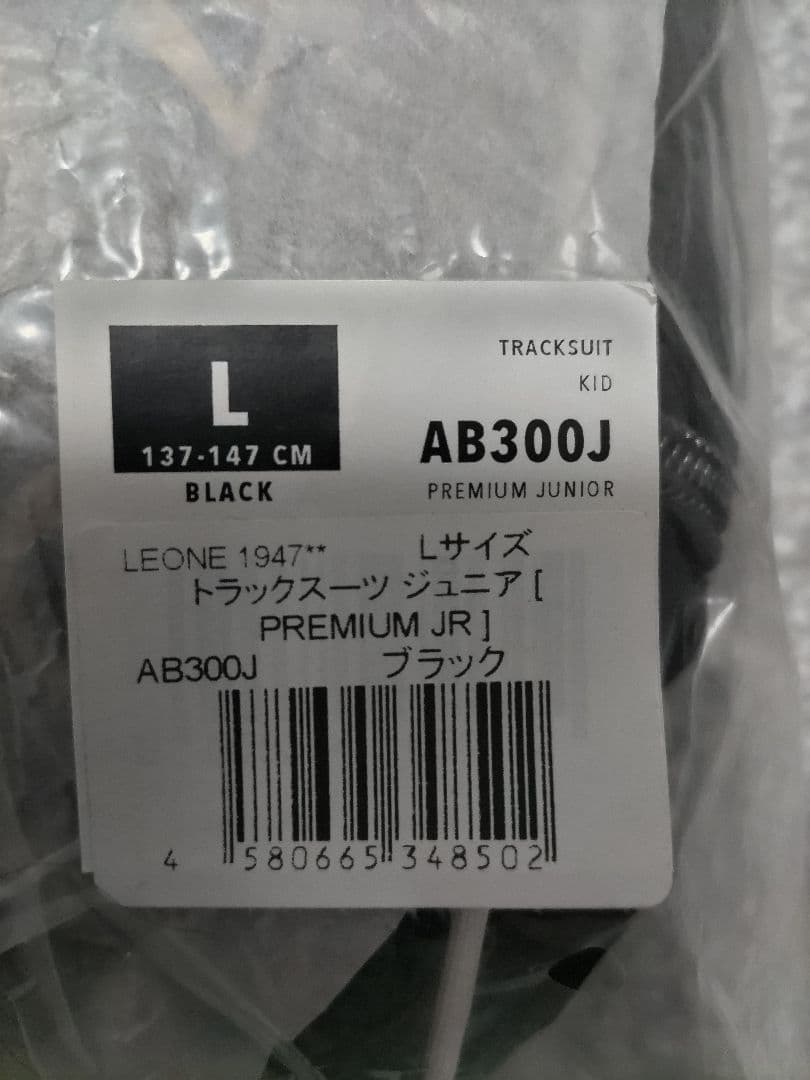 L
137-147 CM
BLACK
TRACKSUIT
KID
AB300J
PREMIUM JUNIOR
LEONE 1947** Lサイズ
トラックスーツ ジュニア [
PREMIUM JR ]
AB300J ブラック
4 580665 348502